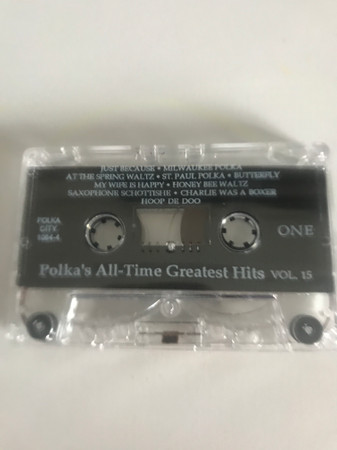 JUST BECAUSE • MILWAUKEE POLKA
AT THE SPRING WALTZ • ST. PAUL POLKA • BUTTERFLY
MY WIFE IS HAPPY • HONEY BEE WALTZ
SAXOPHONE SCHOTTISHE • CHARLIE WAS A BOXER
HOOP DE DOO
POLKA
CITY
ONE
Polka's All-Time Greatest Hits VOL. 15